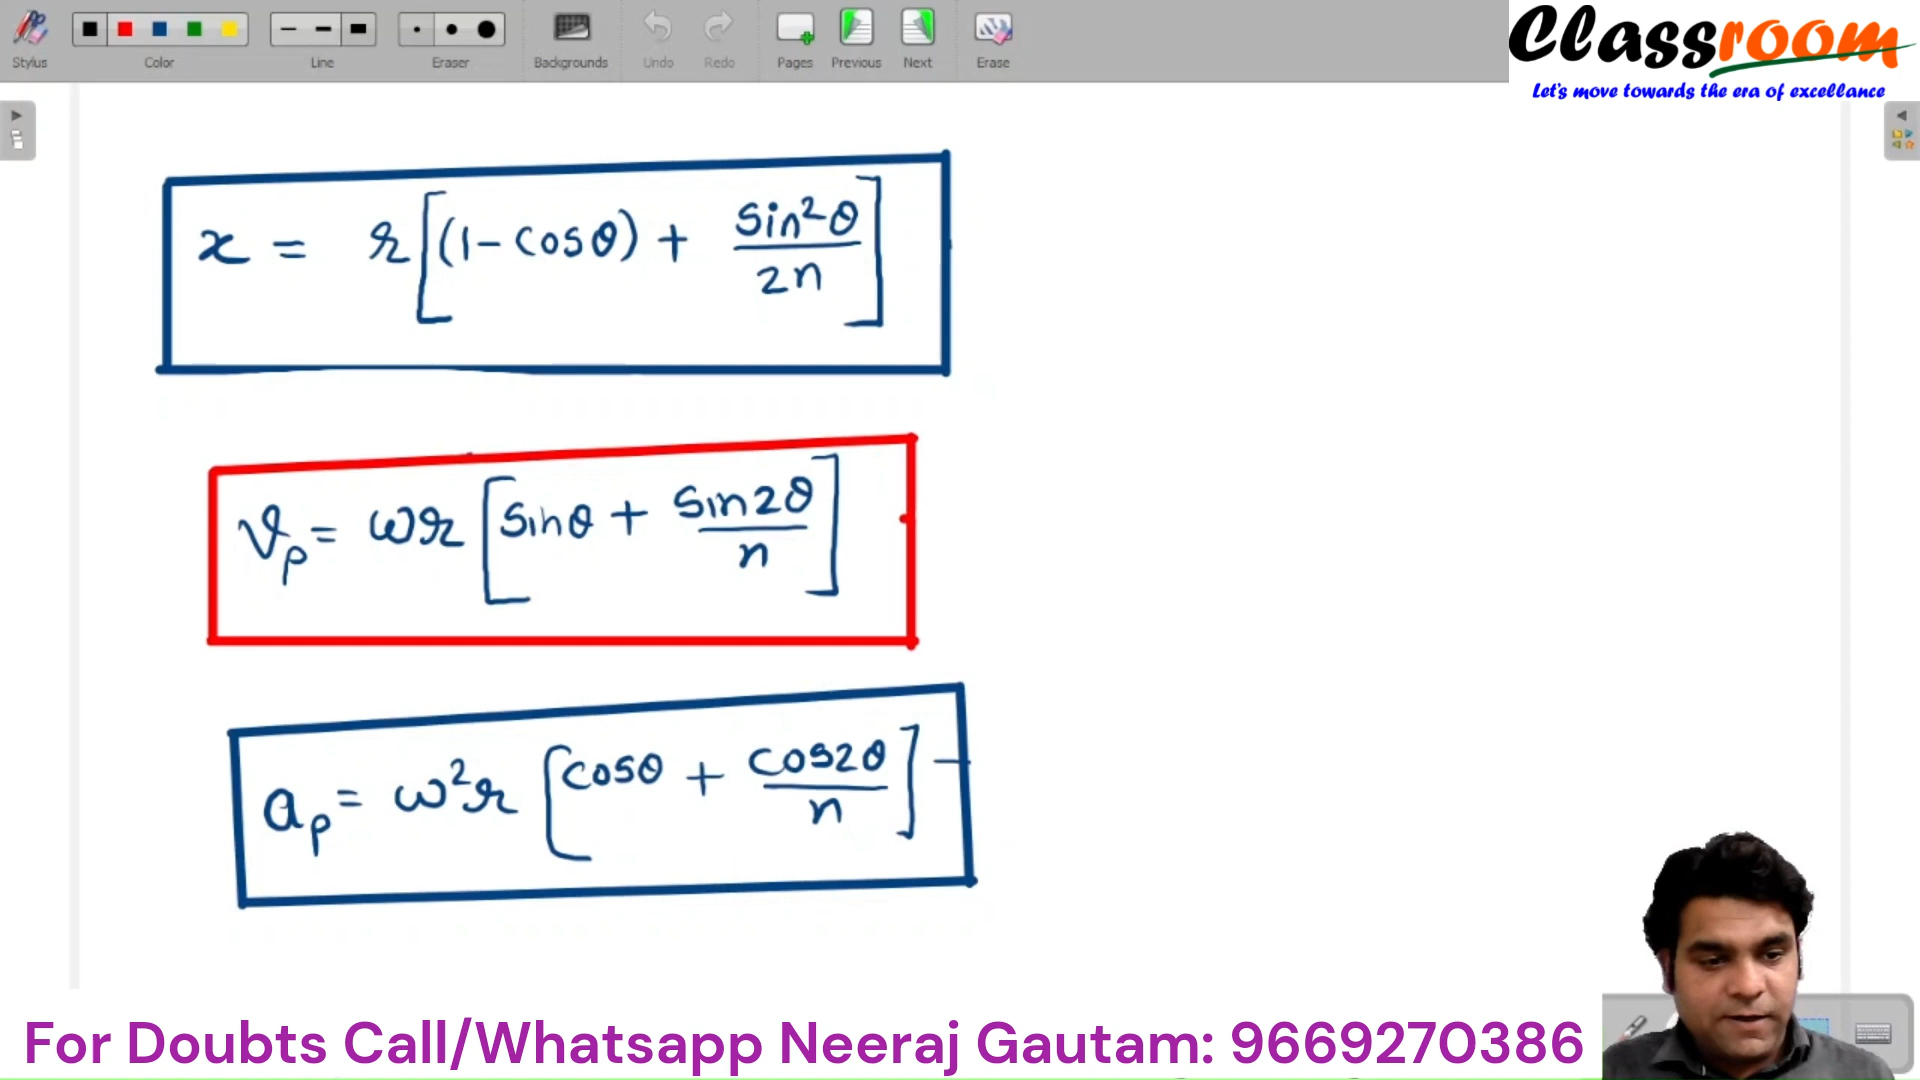 Stylus Color Line Eraser Backgrounds Undo Redo Pages Previous Next Erase
Classroom
Let's move towards the era of excellance
x = r[(1-cosθ) + sin²θ/2n]
vₚ = ωr [sinθ + sin2θ/n]
aₚ = ω²r [cosθ + cos2θ/n]
For Doubts Call/Whatsapp Neeraj Gautam: 9669270386